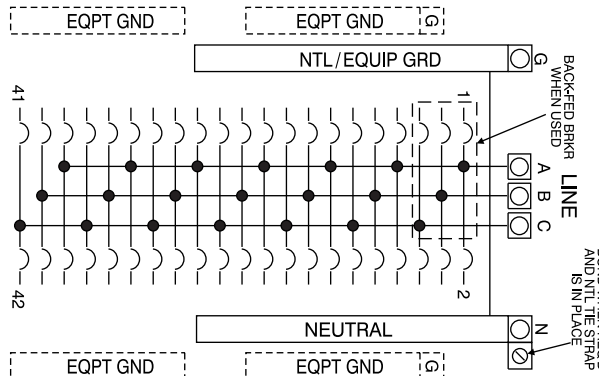 EQPT GND
EQPT GND
G
NTL/EQUIP GRD
G
BACK-FED BRKR
WHEN USED
41
1
A
B
C
LINE
42
2
AND NTL TIE STRAP
IS IN PLACE
NEUTRAL
N
EQPT GND
EQPT GND
G